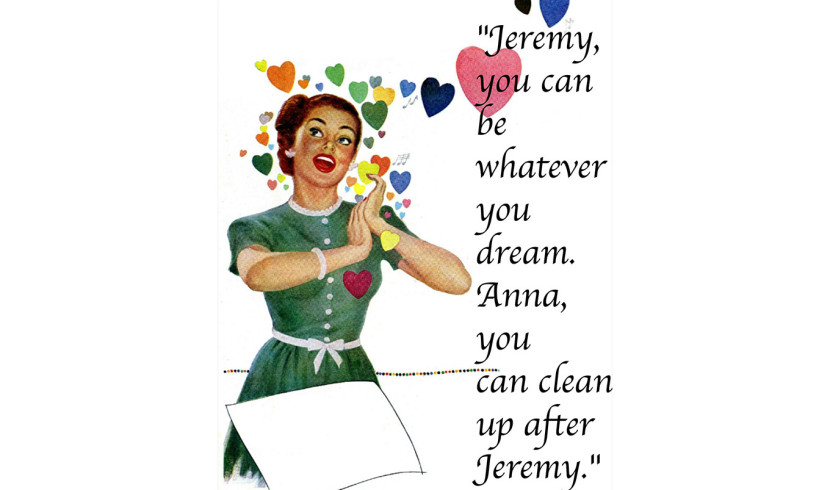 "Jeremy,
you can
be
whatever
you
dream.
Anna,
you
can clean
up after
Jeremy."